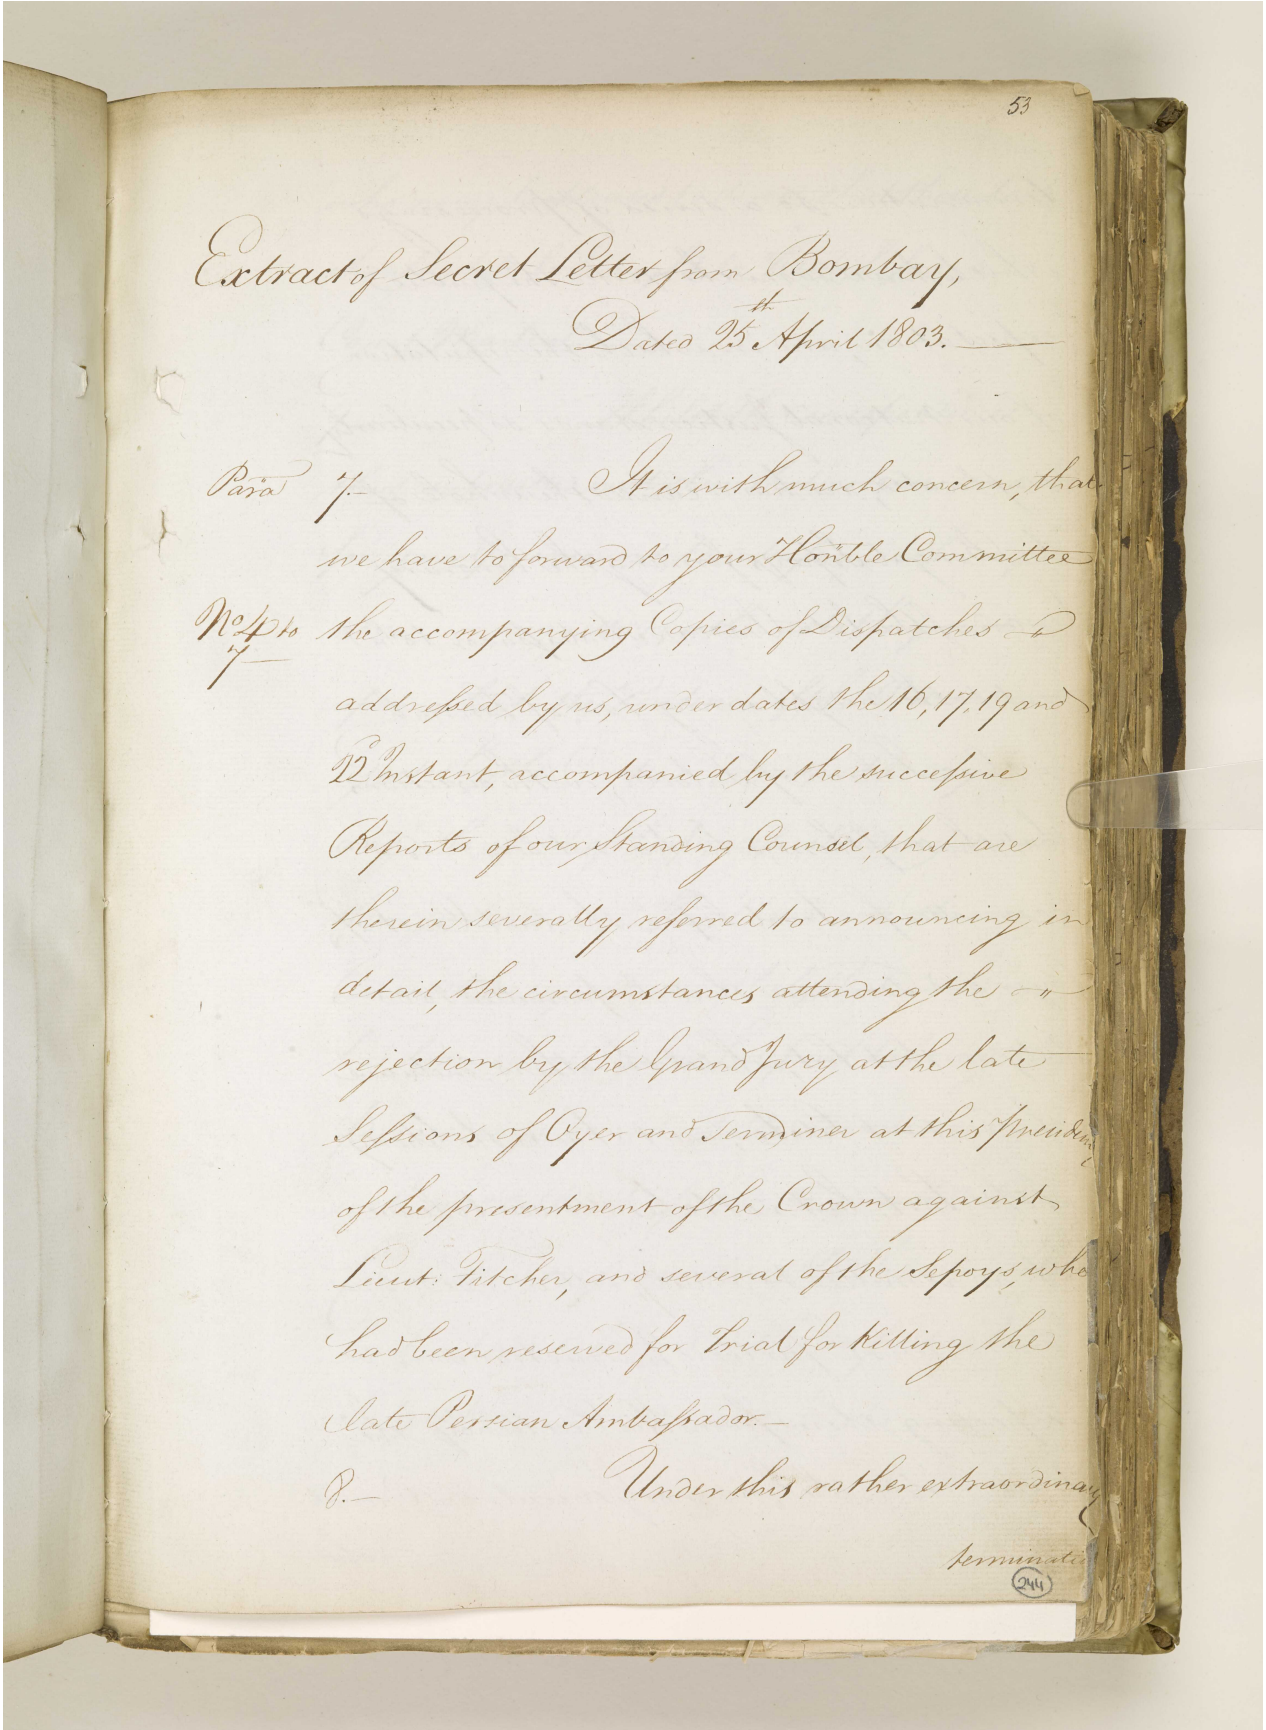 53
Extract of Secret Letter from Bombay,
Dated 25th April 1803.
Para 7. It is with much concern, that
we have to forward to your Hon'ble Committee
No 4 to 7 the accompanying Copies of Dispatches
addressed by us, under dates the 16, 17, 19 and
22d Instant, accompanied by the successive
Reports of our Standing Counsel, that are
therein severally referred to announcing in
detail, the circumstances attending the
rejection by the Grand Jury at the late
Sessions of Oyer and Terminer at this Presidency
of the presentment of the Crown against
Lieut: Pitcher, and several of the Sepoys, who
had been reserved for Trial for Killing the
late Persian Ambassador.
8. Under this rather extraordinary
terminatio
244